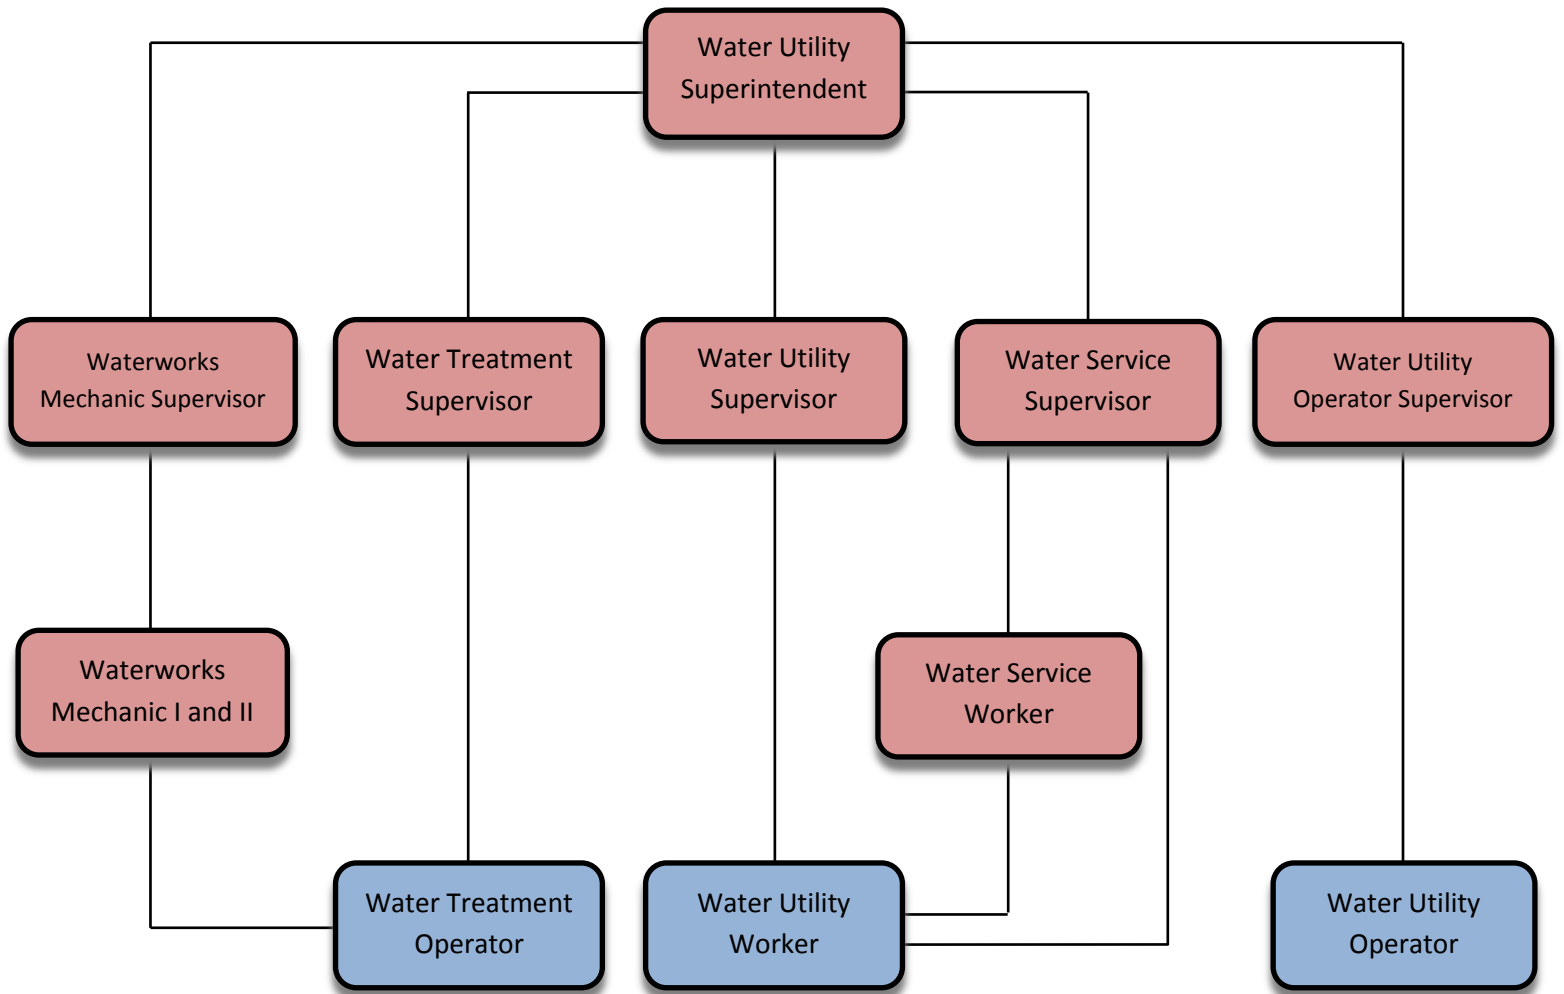 Water Utility
Superintendent
Waterworks
Mechanic Supervisor
Water Treatment
Supervisor
Water Utility
Supervisor
Water Service
Supervisor
Water Utility
Operator Supervisor
Waterworks
Mechanic I and II
Water Service
Worker
Water Treatment
Operator
Water Utility
Worker
Water Utility
Operator